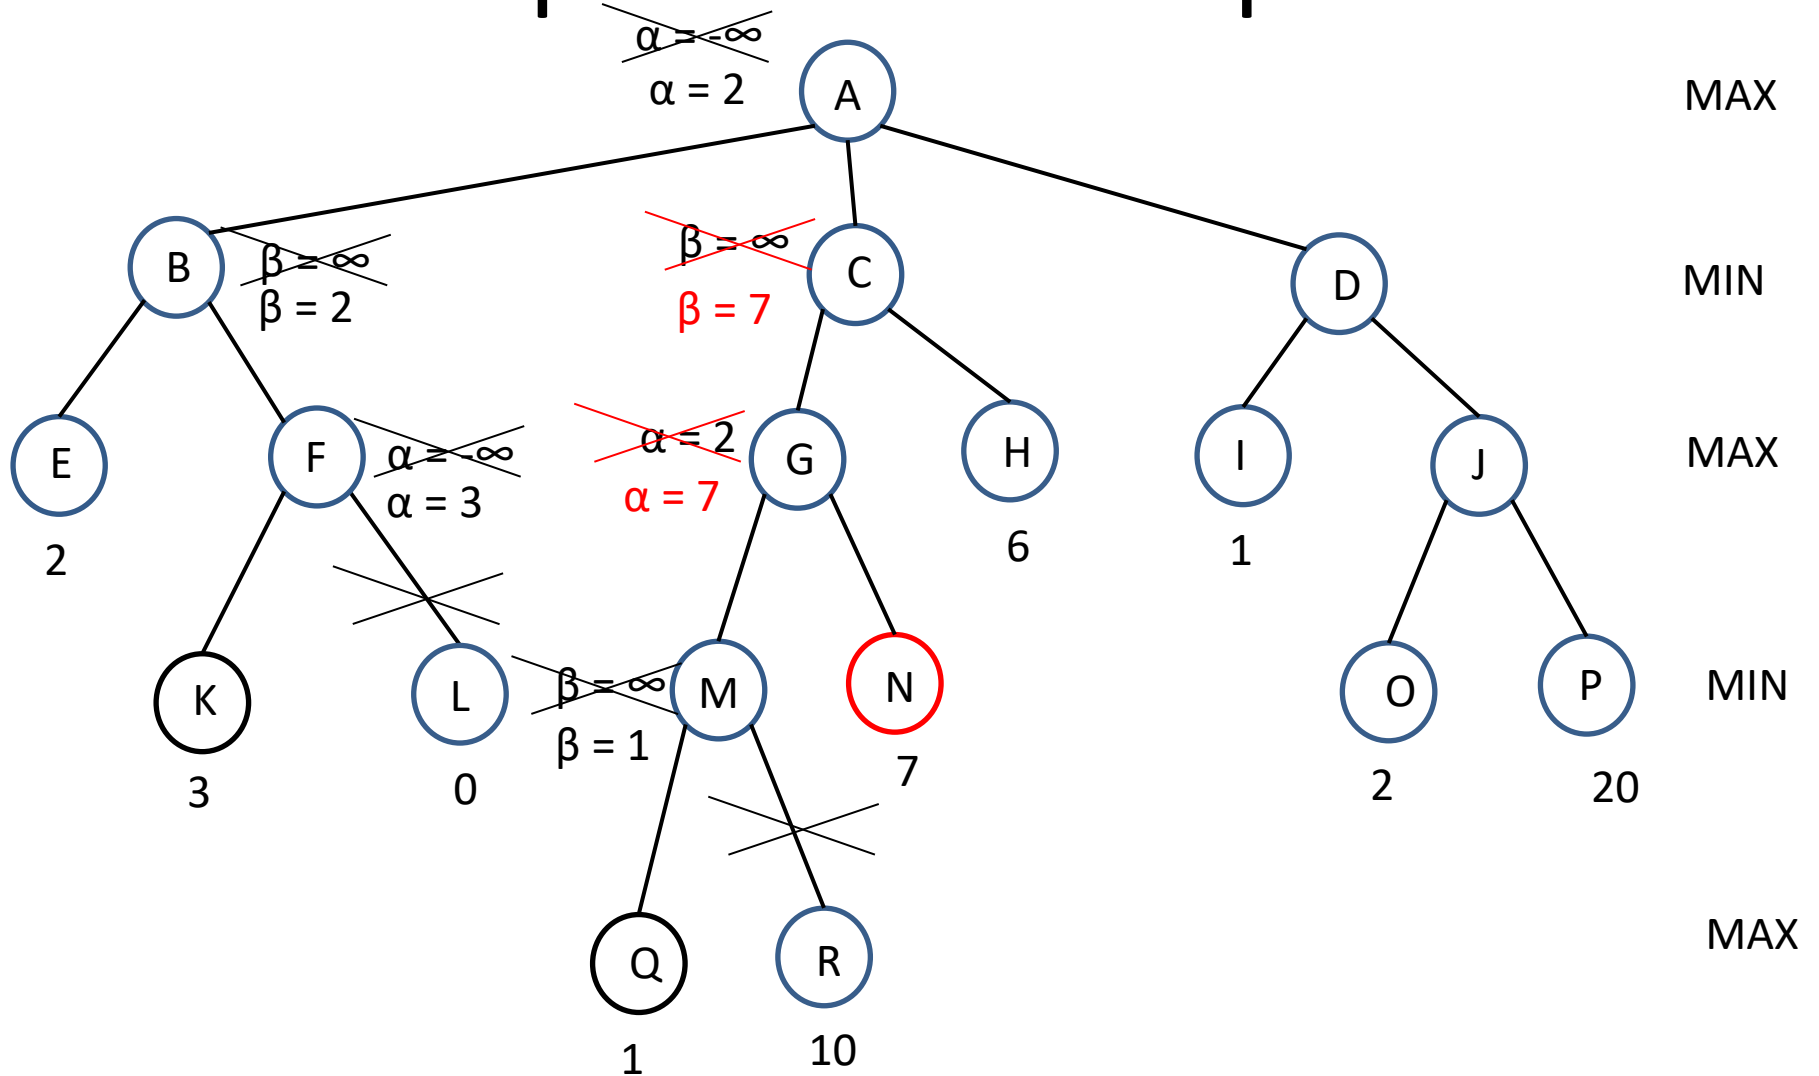 α = -∞
α = 2
A
MAX
B
β = ∞
β = 2
β = ∞
β = 7
C
D
MIN
E
2
F
α = -∞
α = 3
α = 2
α = 7
G
H
6
I
1
J
MAX
K
3
L
0
β = ∞
β = 1
M
N
7
O
2
P
20
MIN
Q
1
R
10
MAX